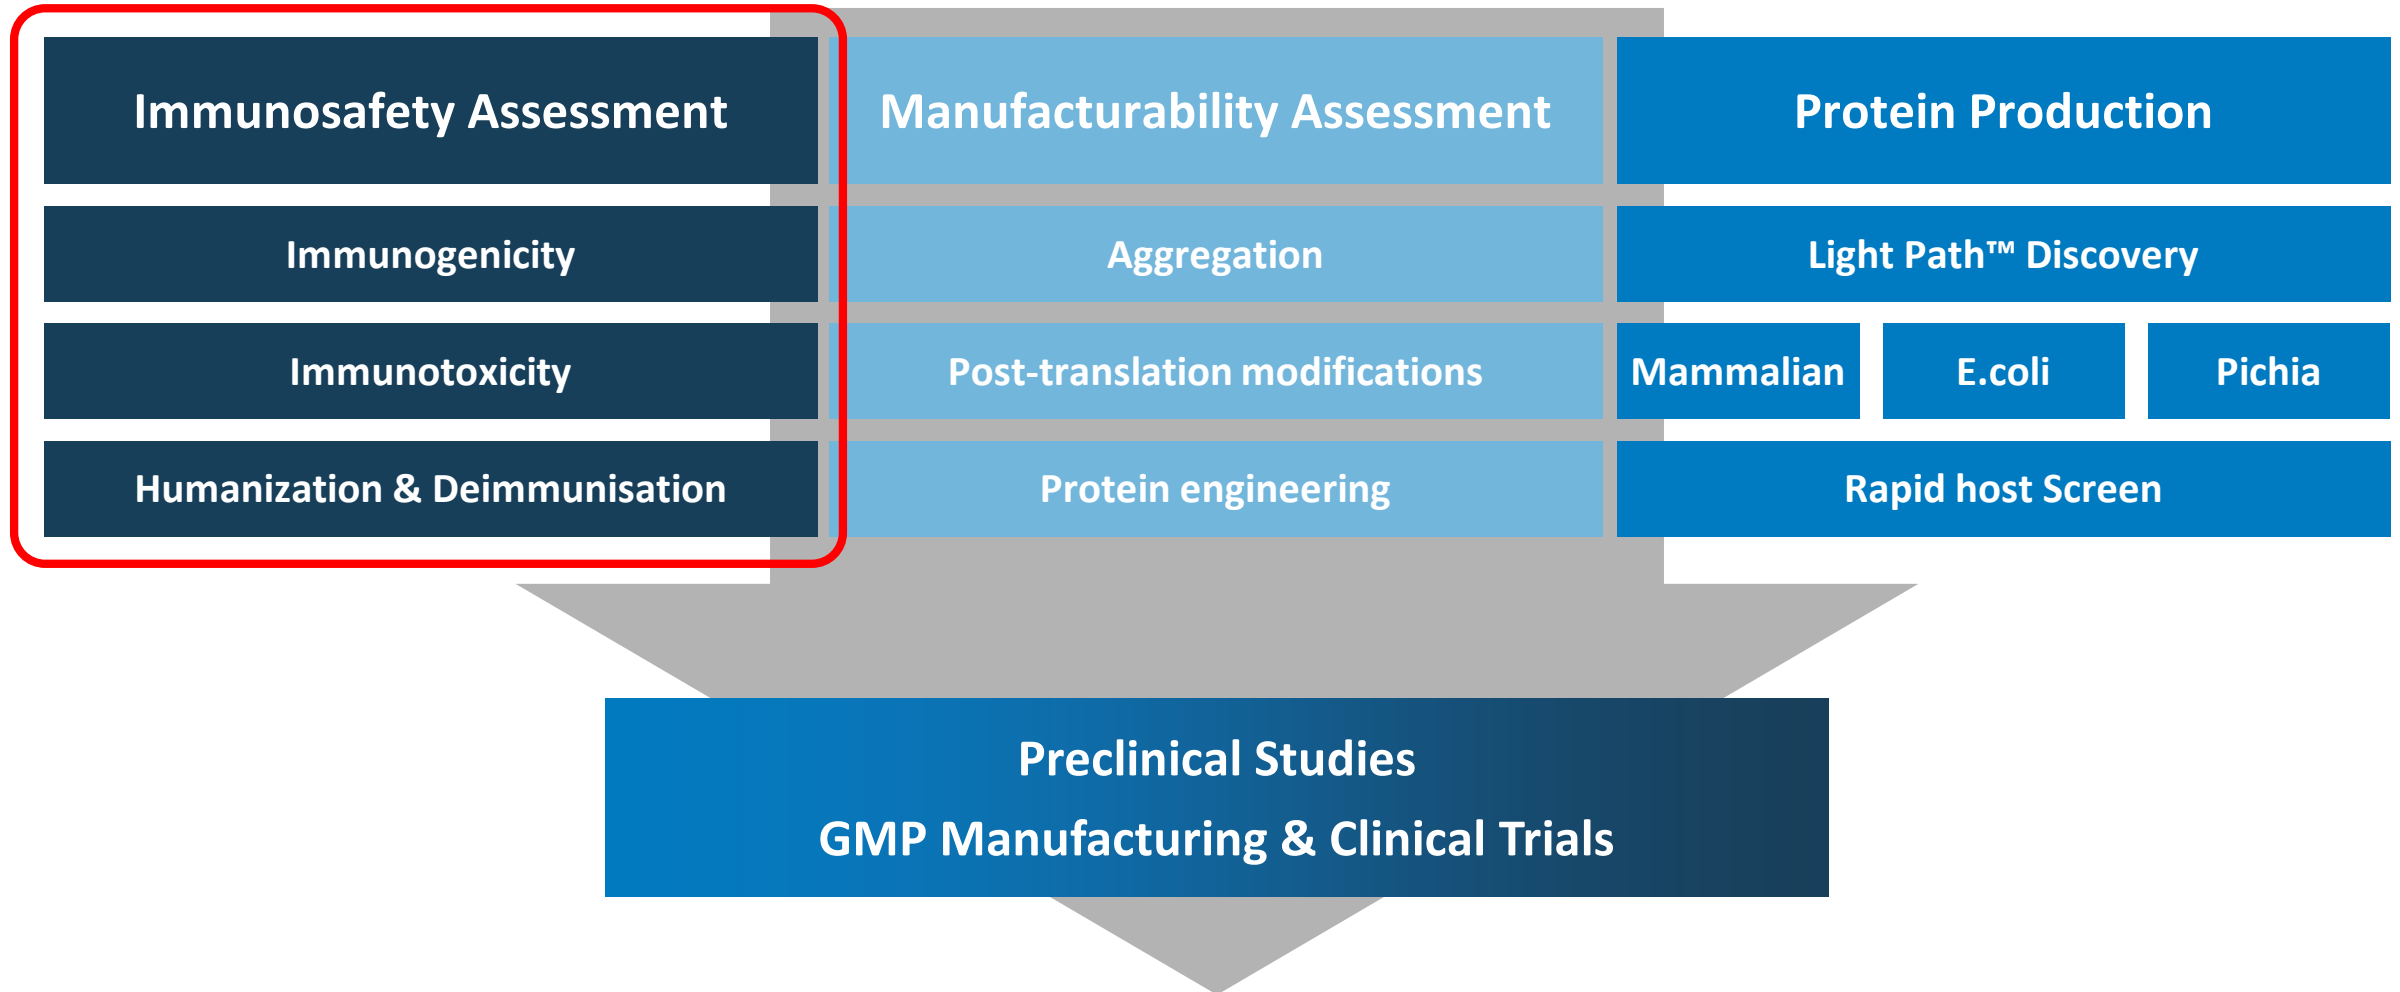 Immunosafety Assessment
Manufacturability Assessment
Protein Production
Immunogenicity
Aggregation
Light Path™ Discovery
Immunotoxicity
Post-translation modifications
Mammalian
E.coli
Pichia
Humanization & Deimmunisation
Protein engineering
Rapid host Screen
Preclinical Studies
GMP Manufacturing & Clinical Trials